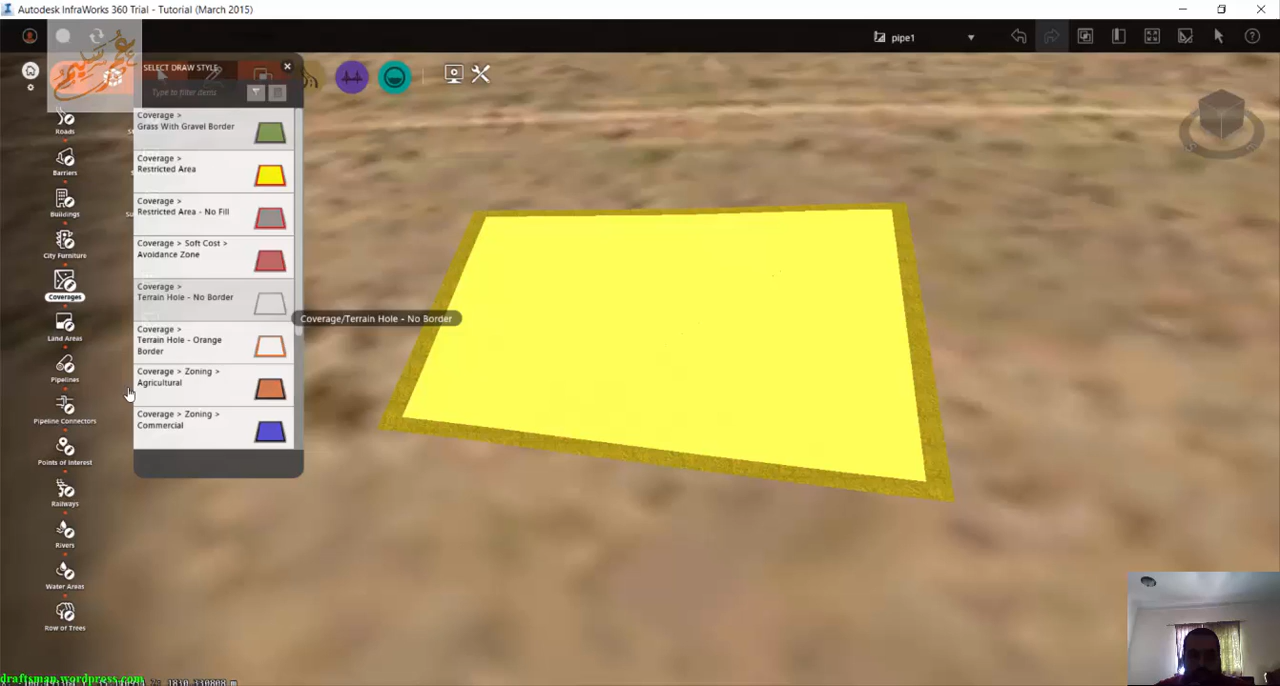 Autodesk InfraWorks 360 Trial - Tutorial (March 2015)
pipe1
SELECT DRAW STYLE
Type to filter items
Coverage >
Grass With Gravel Border
Coverage >
Restricted Area
Coverage >
Restricted Area - No Fill
Coverage > Soft Cost >
Avoidance Zone
Coverage >
Terrain Hole - No Border
Coverage/Terrain Hole - No Border
Coverage >
Terrain Hole - Orange
Border
Coverage > Zoning >
Agricultural
Coverage > Zoning >
Commercial
Roads
Barriers
Buildings
City Furniture
Coverages
Land Areas
Pipelines
Pipeline Connectors
Points of Interest
Railways
Rivers
Water Areas
Row of Trees
draftsman.wordpress.com